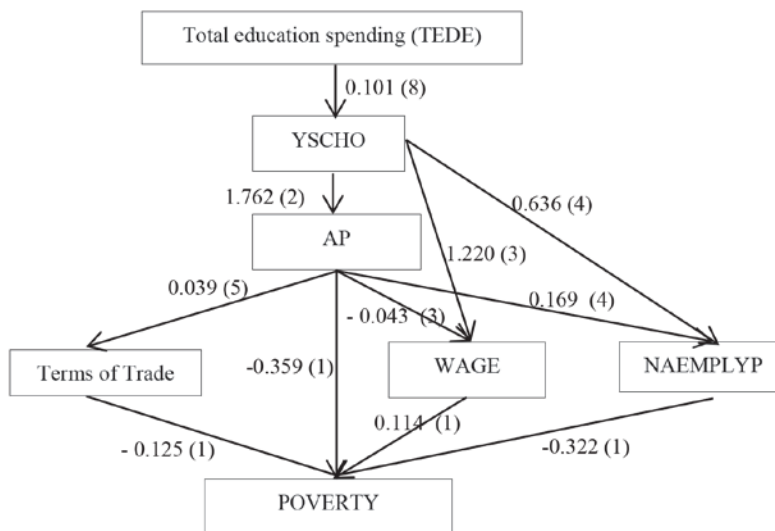 Total education spending (TEDE)
0.101 (8)
YSCHO
1.762 (2)
0.636 (4)
AP
1.220 (3)
0.039 (5)
- 0.043 (3)
0.169 (4)
Terms of Trade
-0.359 (1)
WAGE
NAEMPLYP
- 0.125 (1)
0.114 (1)
-0.322 (1)
POVERTY